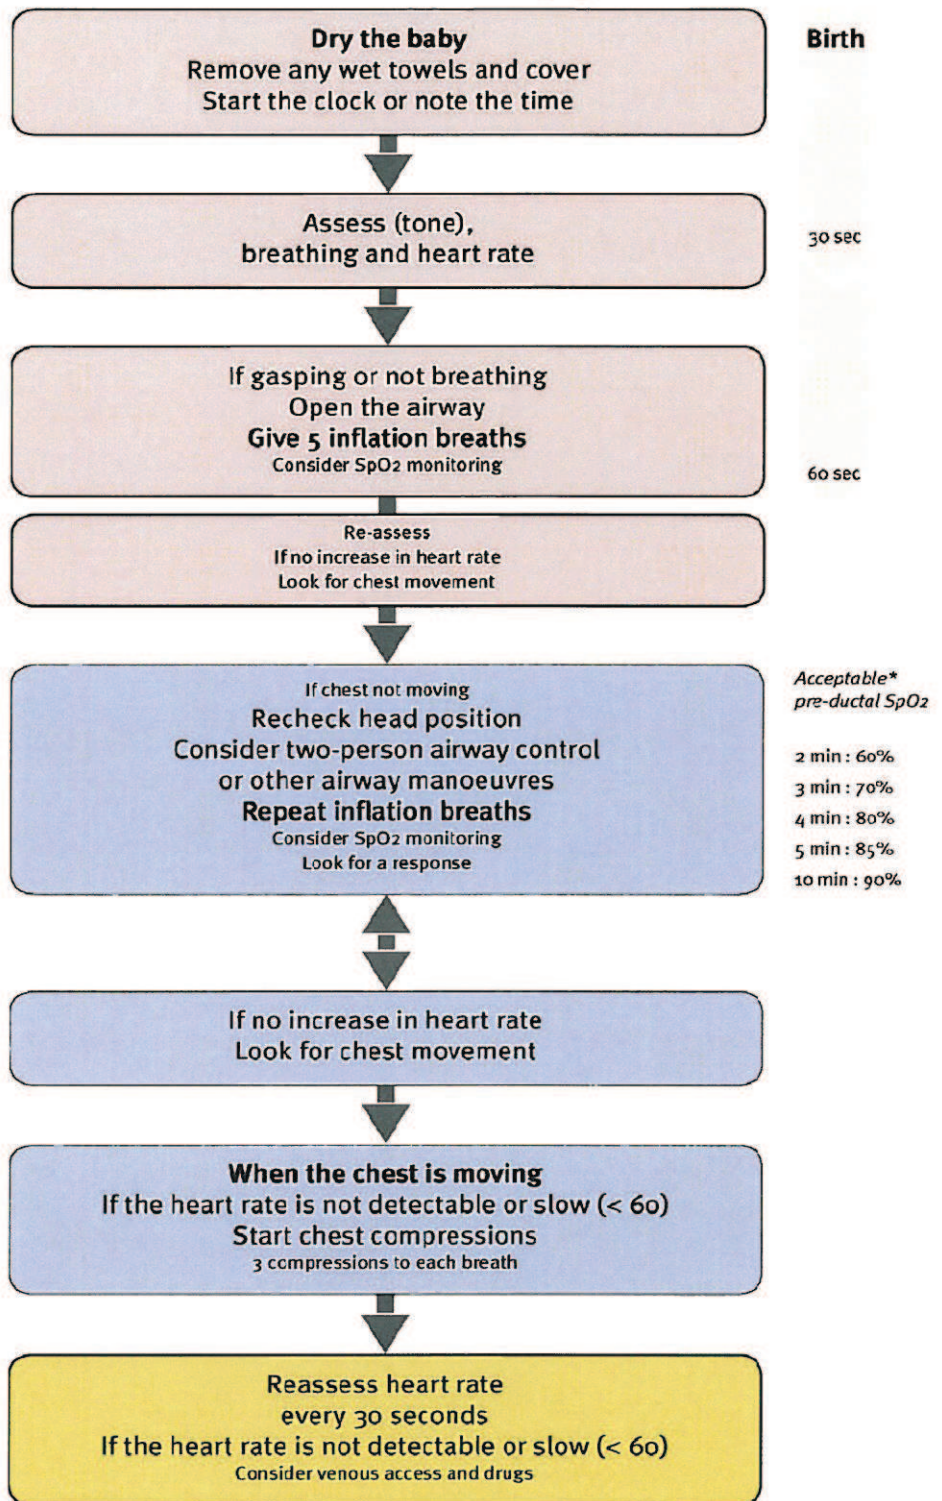 Dry the baby
Remove any wet towels and cover
Start the clock or note the time
Birth
Assess (tone),
breathing and heart rate
30 sec
If gasping or not breathing
Open the airway
Give 5 inflation breaths
Consider SpO2 monitoring
60 sec
Re-assess
If no increase in heart rate
Look for chest movement
If chest not moving
Recheck head position
Consider two-person airway control
or other airway manoeuvres
Repeat inflation breaths
Consider SpO2 monitoring
Look for a response
Acceptable*
pre-ductal SpO2
2 min : 60%
3 min : 70%
4 min : 80%
5 min : 85%
10 min : 90%
If no increase in heart rate
Look for chest movement
When the chest is moving
If the heart rate is not detectable or slow (< 60)
Start chest compressions
3 compressions to each breath
Reassess heart rate
every 30 seconds
If the heart rate is not detectable or slow (< 60)
Consider venous access and drugs